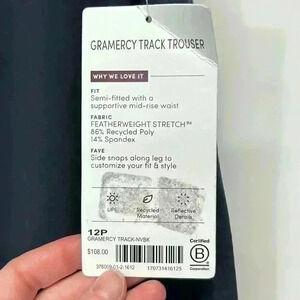 GRAMERCY TRACK TROUSER
WHY WE LOVE IT
FIT
Semi-fitted with a
supportive mid-rise waist
FABRIC
FEATHERWEIGHT STRETCH™
86% Recycled Poly
14% Spandex
FAVE
Side snaps along leg to
customize your fit & style
UPF
Recycled
Material
Reflective
Details
12P
GRAMERCY TRACK-NVBK
$108.00
170731416125
Certified
B
Corporation